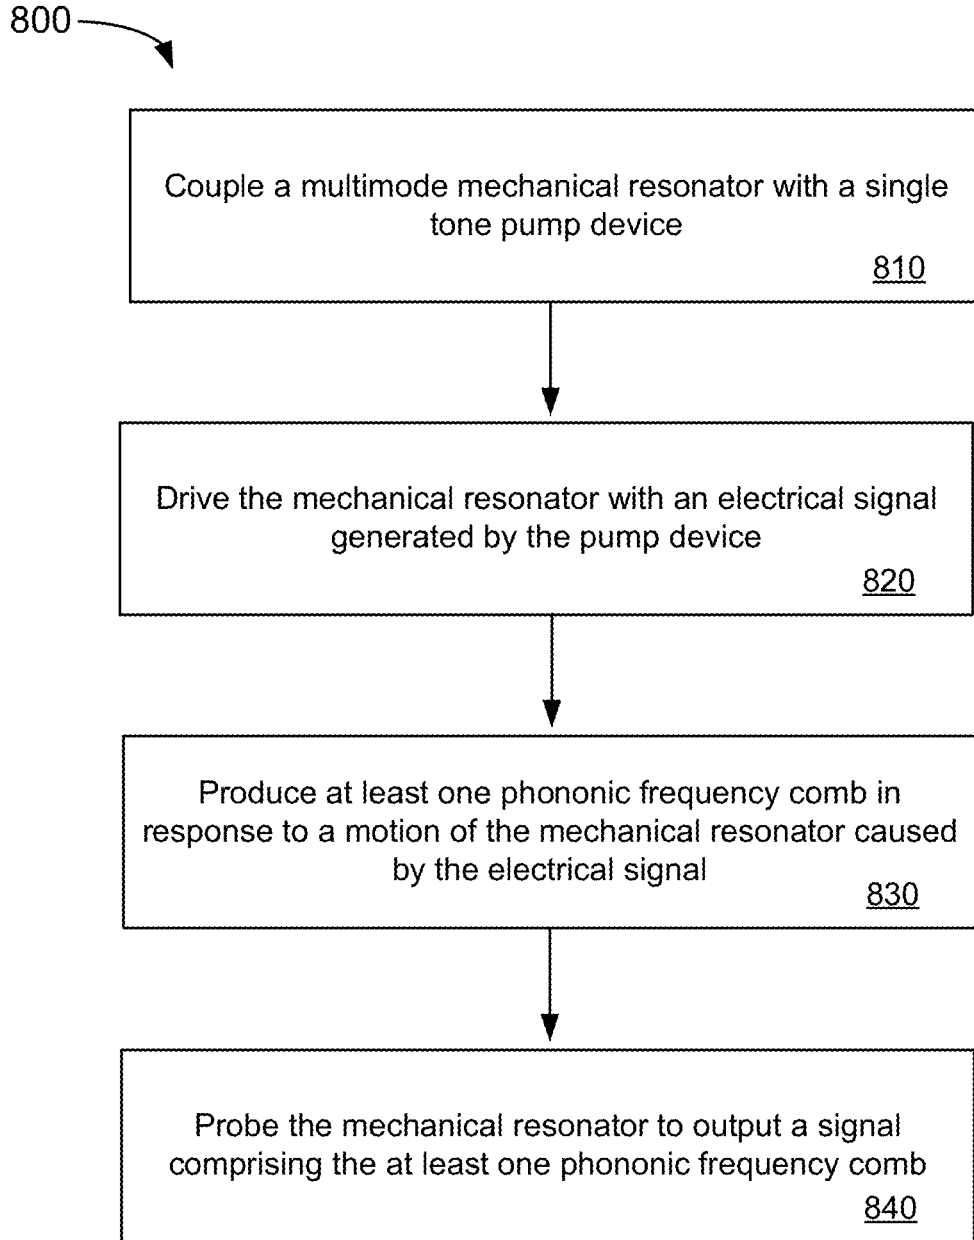 800
Couple a multimode mechanical resonator with a single
tone pump device
810
Drive the mechanical resonator with an electrical signal
generated by the pump device
820
Produce at least one phononic frequency comb in
response to a motion of the mechanical resonator caused
by the electrical signal
830
Probe the mechanical resonator to output a signal
comprising the at least one phononic frequency comb
840